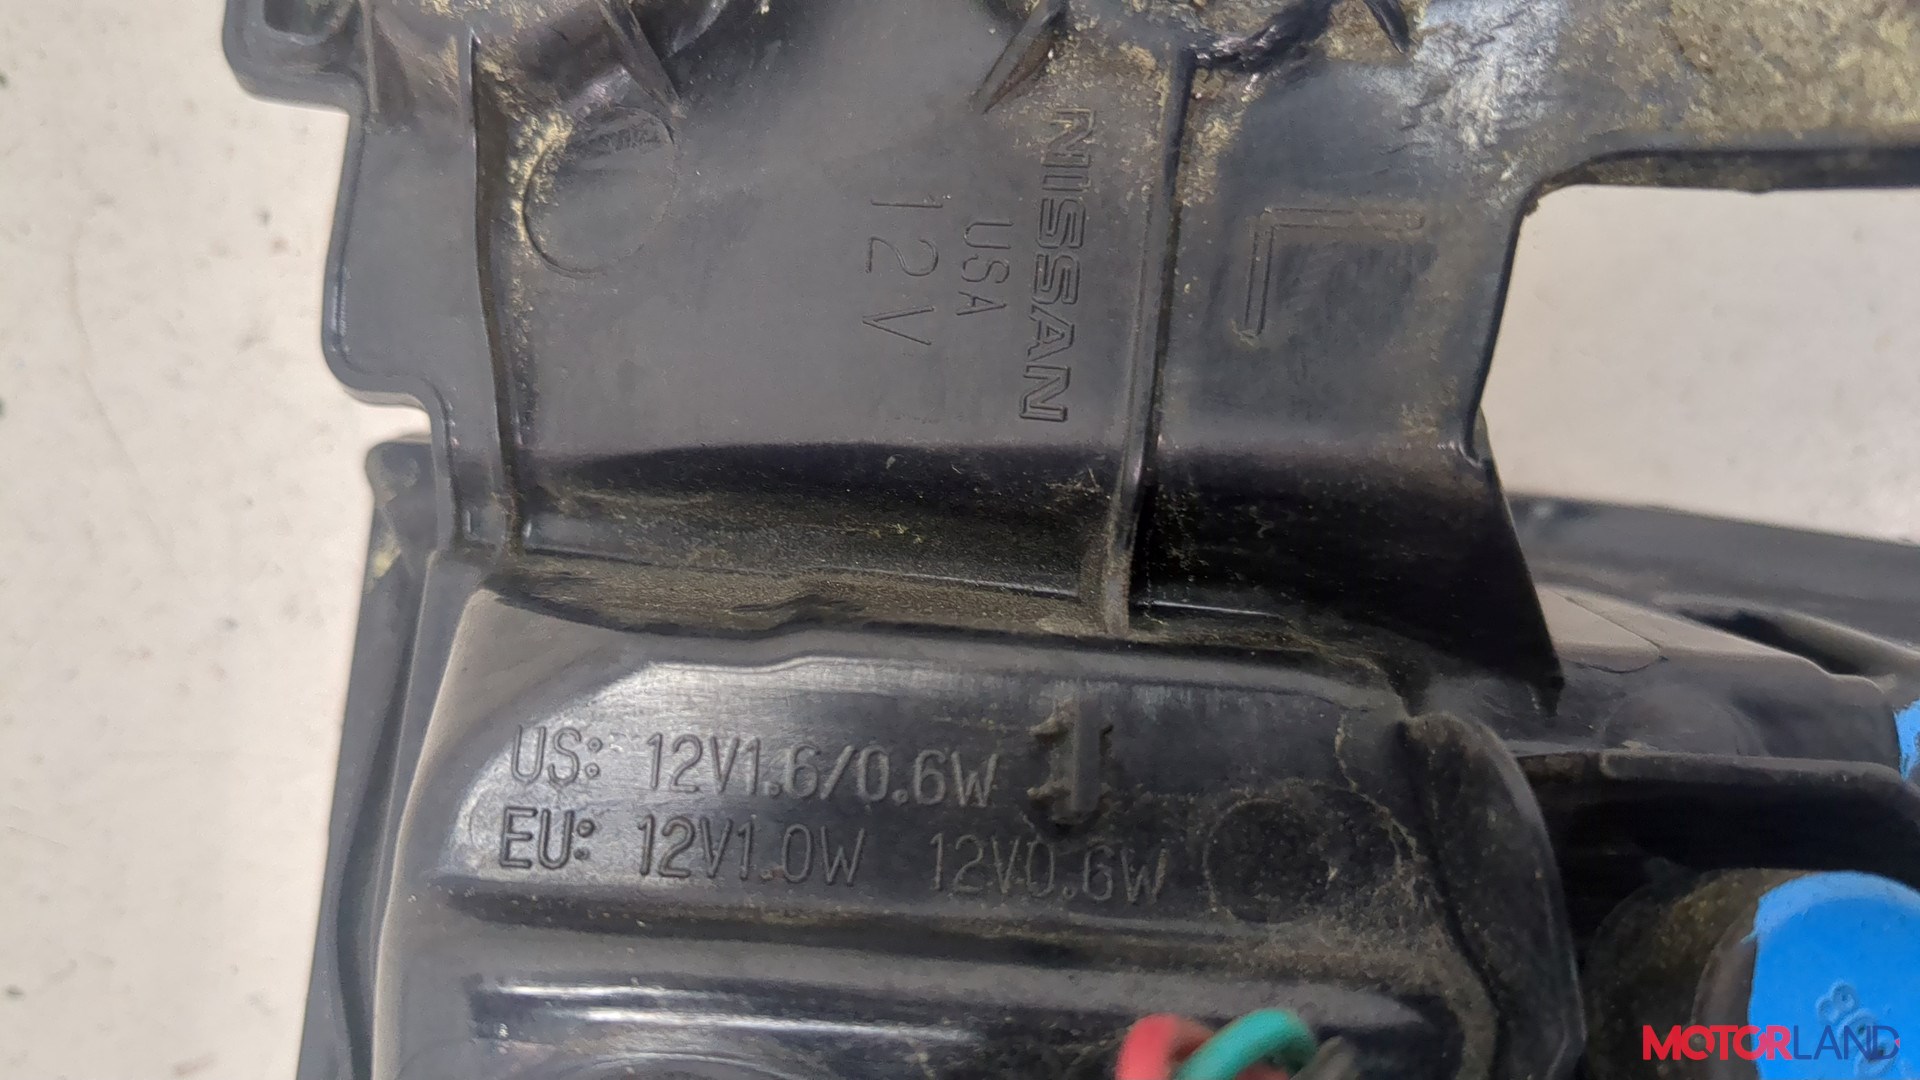 NISSAN
USA
12V
L
US: 12V1.6/0.6W
EU: 12V1.0W 12V0.6W
MOTORLAND